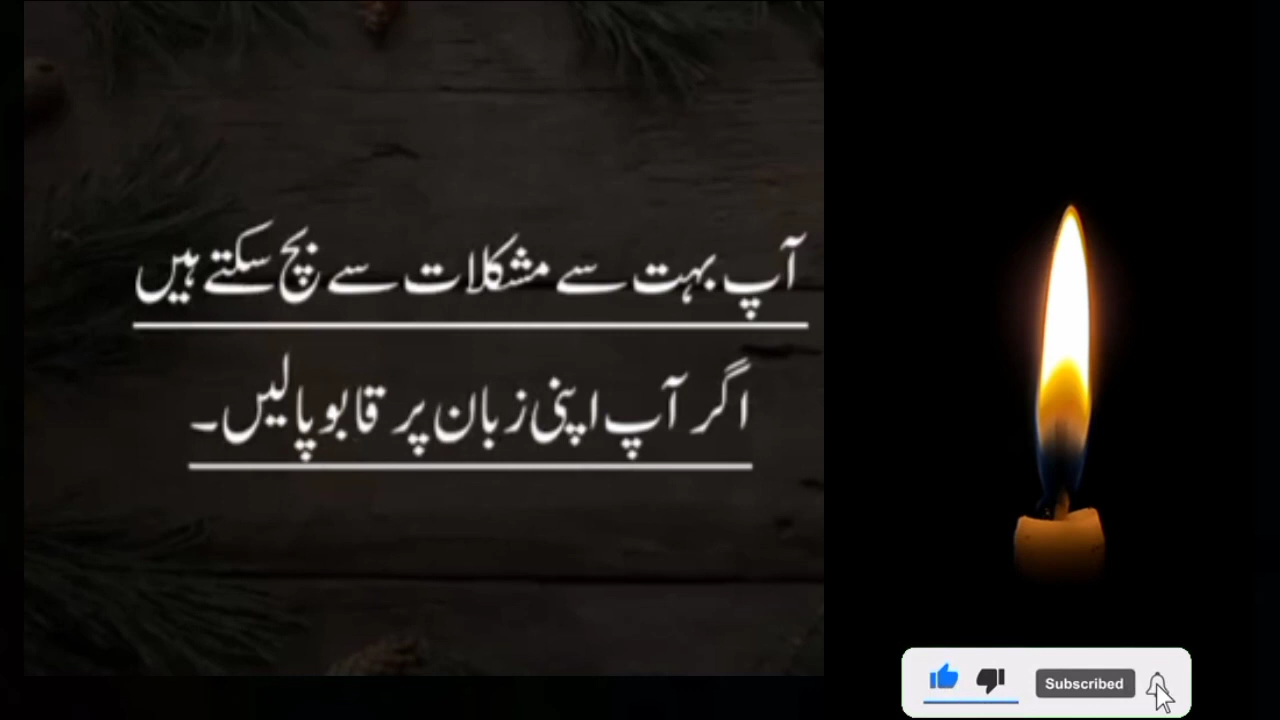 آپ بہت سے مشکلات سے بچ سکتے ہیں
اگر آپ اپنی زبان پر قابو پالیں۔
Subscribed